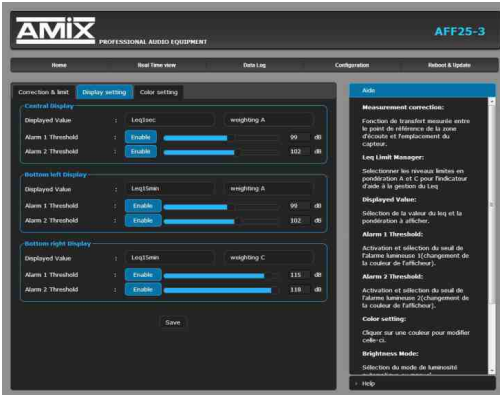 AMIX PROFESSIONAL AUDIO EQUIPMENT
AFF25-3
Home Real Time view Data Log Configuration Reboot & Update
Correction & limit Display setting Color setting
Central Display
Displayed Value : Leq1sec weighting A
Alarm 1 Threshold : Enable 99 dB
Alarm 2 Threshold : Enable 102 dB
Bottom left Display
Displayed Value : Leq15min weighting A
Alarm 1 Threshold : Enable 99 dB
Alarm 2 Threshold : Enable 102 dB
Bottom right Display
Displayed Value : Leq15min weighting C
Alarm 1 Threshold : Enable 115 dB
Alarm 2 Threshold : Enable 118 dB
Save
Aide
Measurement correction:
Fonction de transfert mesurée entre
le point de référence de la zone
d'écoute et l'emplacement du
capteur.
Leq Limit Manager:
Selectionner les niveaux limites en
pondération A et C pour l'indicateur
d'aide à la gestion du Leq
Displayed Value:
Sélection de la valeur du leq et la
pondération à afficher.
Alarm 1 Threshold:
Activation et sélection du seuil de
l'alarme lumineuse 1(changement de
la couleur de l'afficheur).
Alarm 2 Threshold:
Activation et sélection du seuil de
l'alarme lumineuse 2(changement de
la couleur de l'afficheur).
Color setting:
Cliquer sur une couleur pour modifier
celle-ci.
Brightness Mode:
Sélection du mode de luminosité
Help